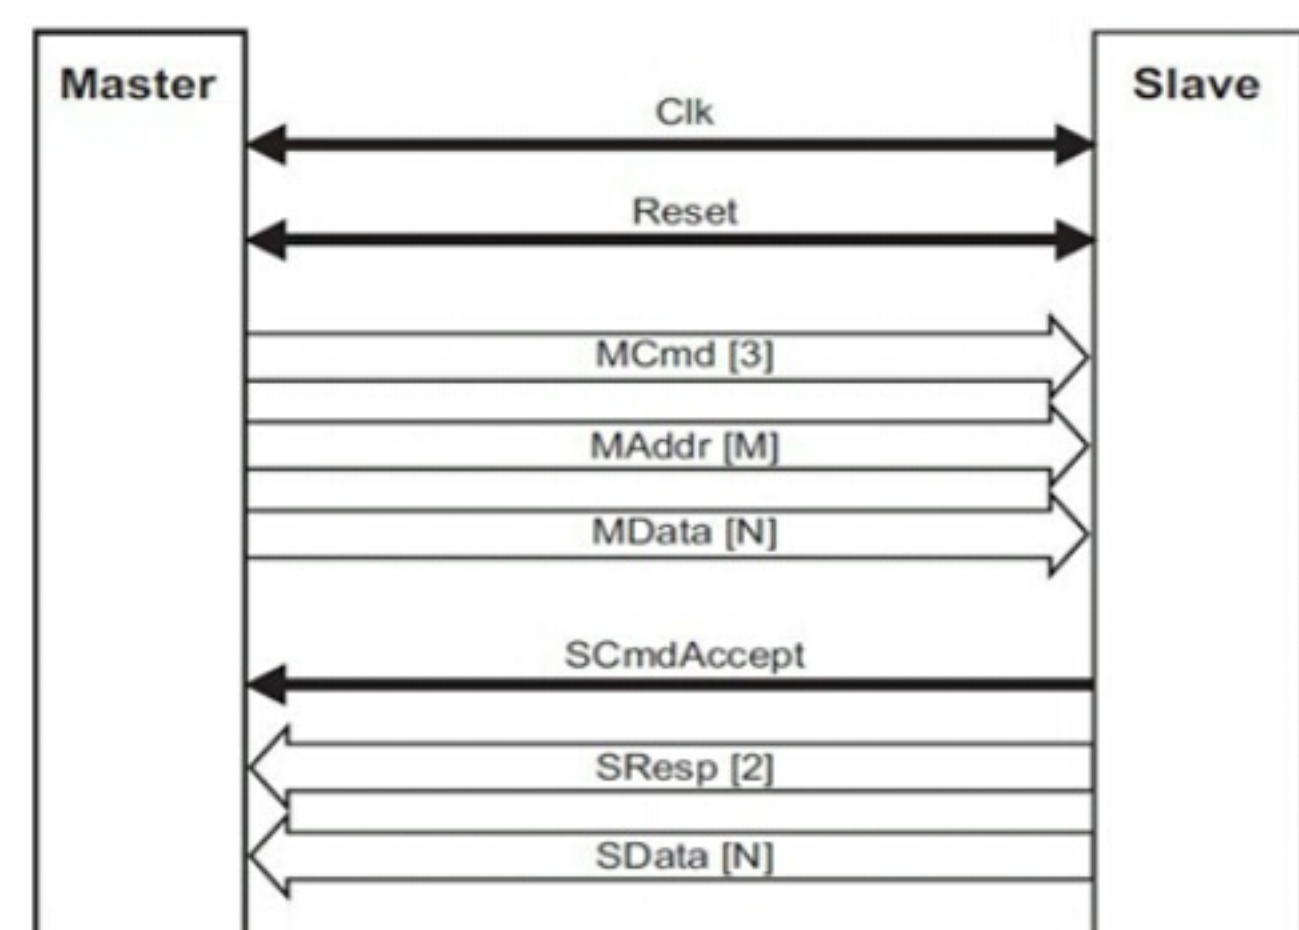 Master
Slave
Clk
Reset
MCmd [3]
MAddr [M]
MData [N]
SCmdAccept
SResp [2]
SData [N]